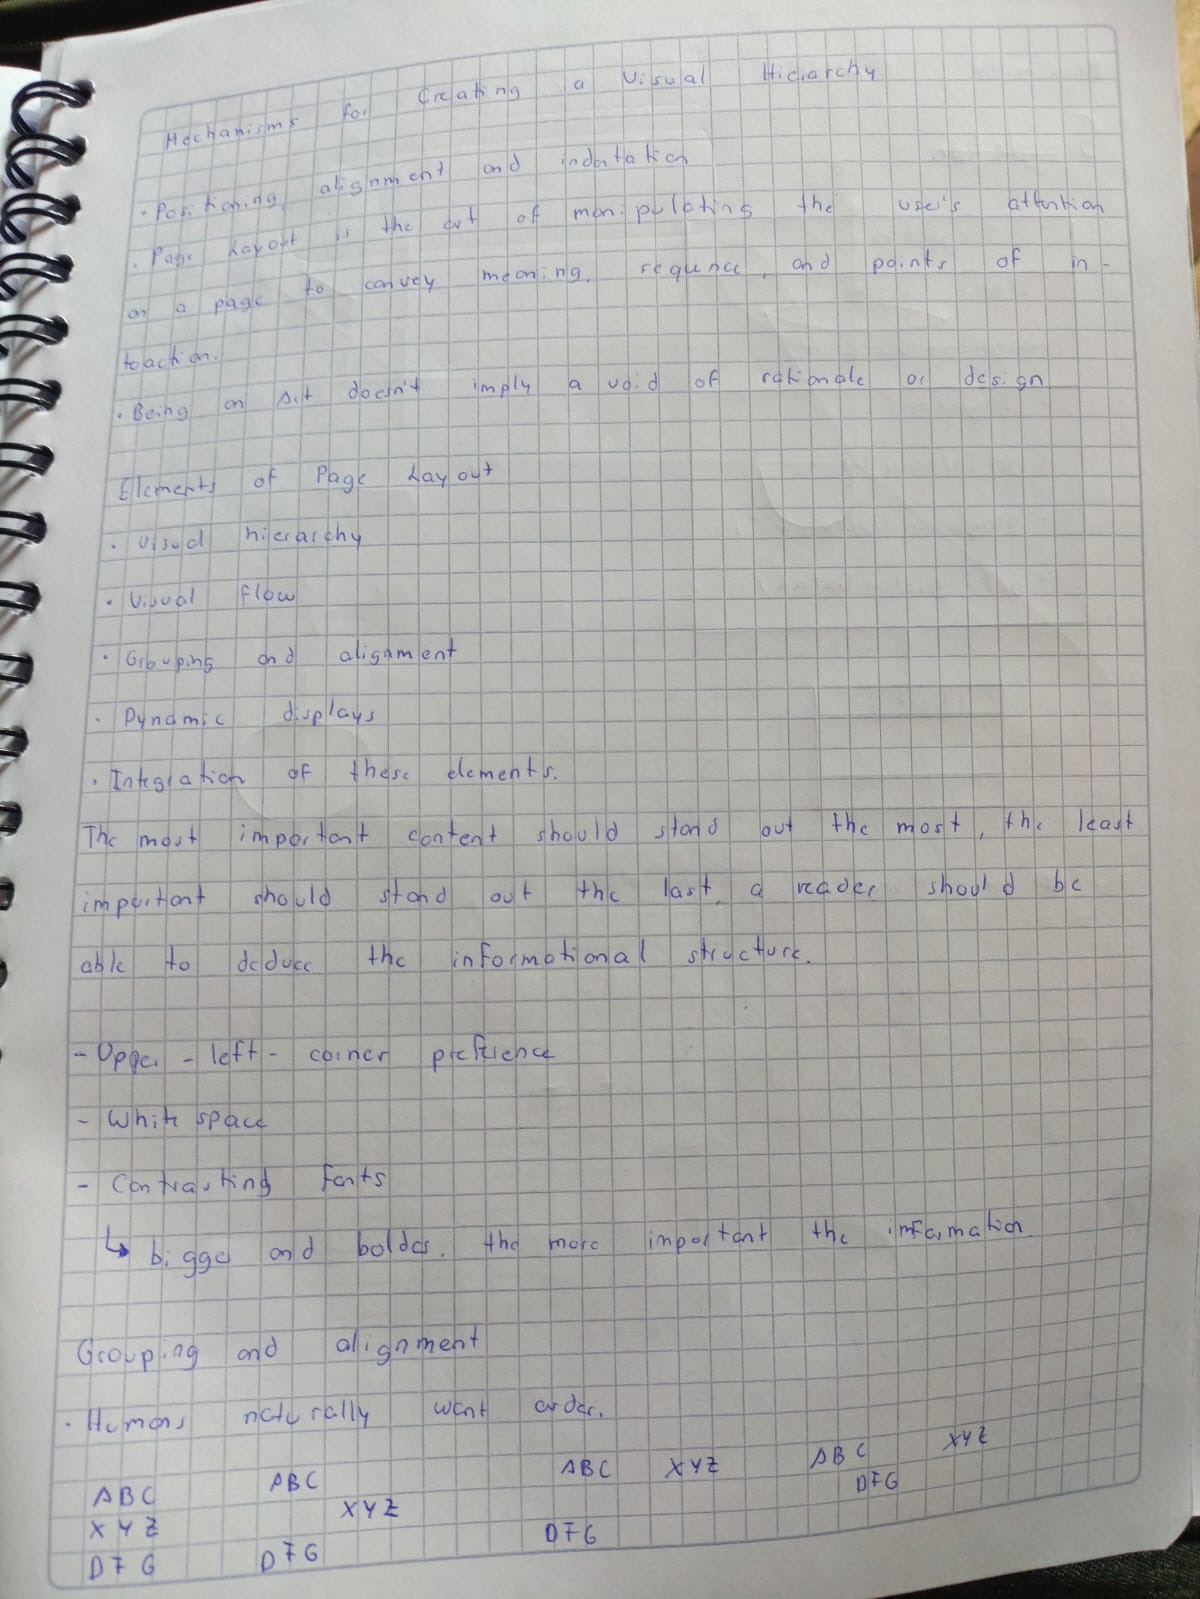 Mechanisms for Creating a Visual Hierarchy
· Positioning, alignment and indentation
· Page Layout is the art of manipulating the user's attention
on a page to convey meaning, sequence, and points of in-
teraction.
· Being an Art doesn't imply a void of rationale or design
Elements of Page Layout
· Visual hierarchy
· Visual flow
· Grouping and alignment
· Dynamic displays
· Integration of these elements.
The most important content should stand out the most, the least
important should stand out the last, a reader should be
able to deduce the informational structure.
- Upper - left - corner preference
- White space
- Contrasting fonts
↳ bigger and bolder, the more important the information.
Grouping and alignment
· Humans naturally want order.
ABC ABC ABC XYZ ABC XYZ
XYZ XYZ DFG
DFG DFG DFG